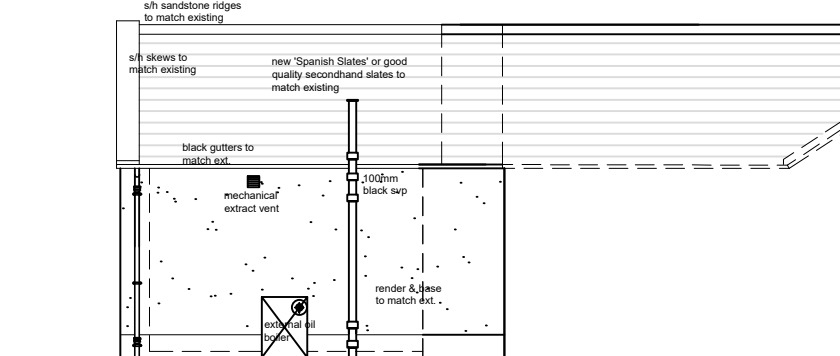 s/h sandstone ridges
to match existing
s/h skews to
match existing
new 'Spanish Slates' or good
quality secondhand slates to
match existing
black gutters to
match ext.
100mm
black svp
mechanical
extract vent
render & base
to match ext.
external oil
boiler